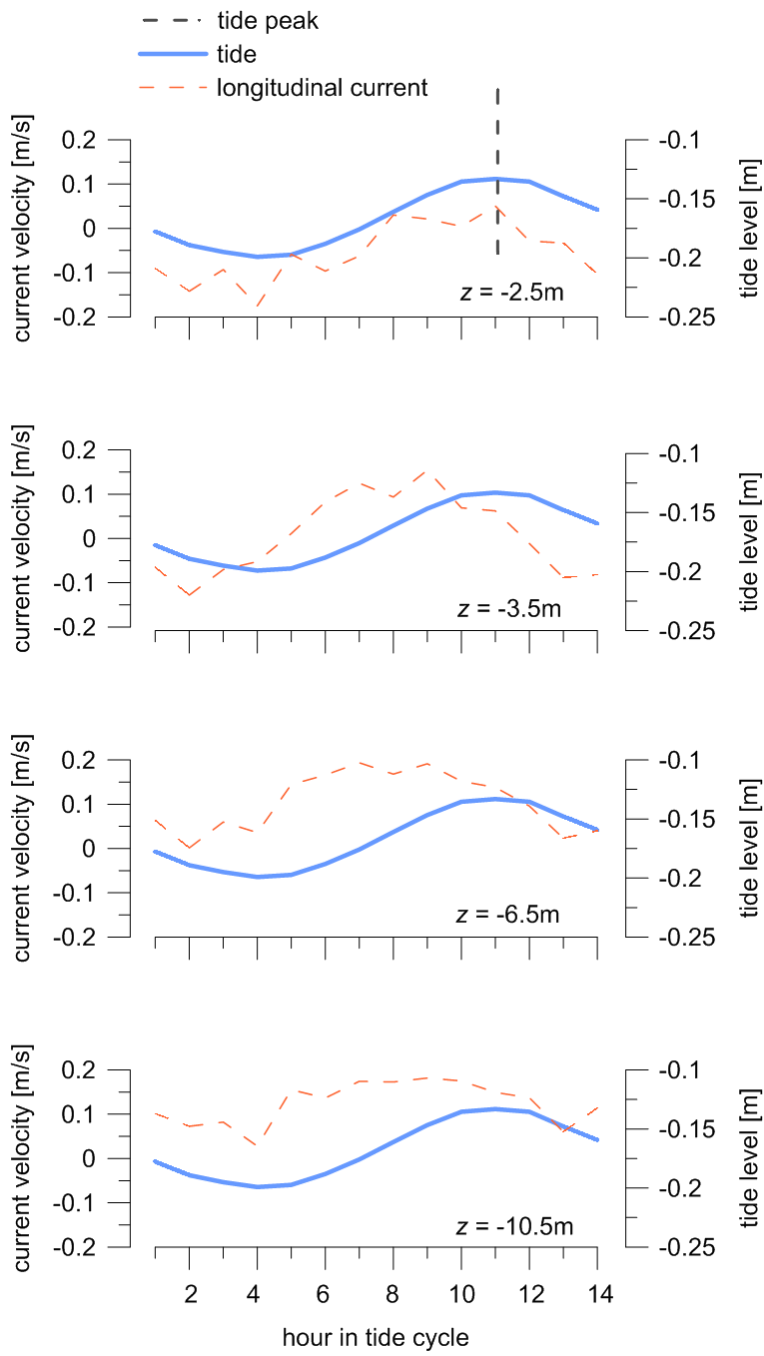 tide peak
tide
longitudinal current
current velocity [m/s]
0.2
0.1
0
-0.1
-0.2
-0.1
-0.15
-0.2
-0.25
tide level [m]
z = -2.5m
current velocity [m/s]
0.2
0.1
0
-0.1
-0.2
-0.1
-0.15
-0.2
-0.25
tide level [m]
z = -3.5m
current velocity [m/s]
0.2
0.1
0
-0.1
-0.2
-0.1
-0.15
-0.2
-0.25
tide level [m]
z = -6.5m
current velocity [m/s]
0.2
0.1
0
-0.1
-0.2
-0.1
-0.15
-0.2
-0.25
tide level [m]
z = -10.5m
2 4 6 8 10 12 14
hour in tide cycle